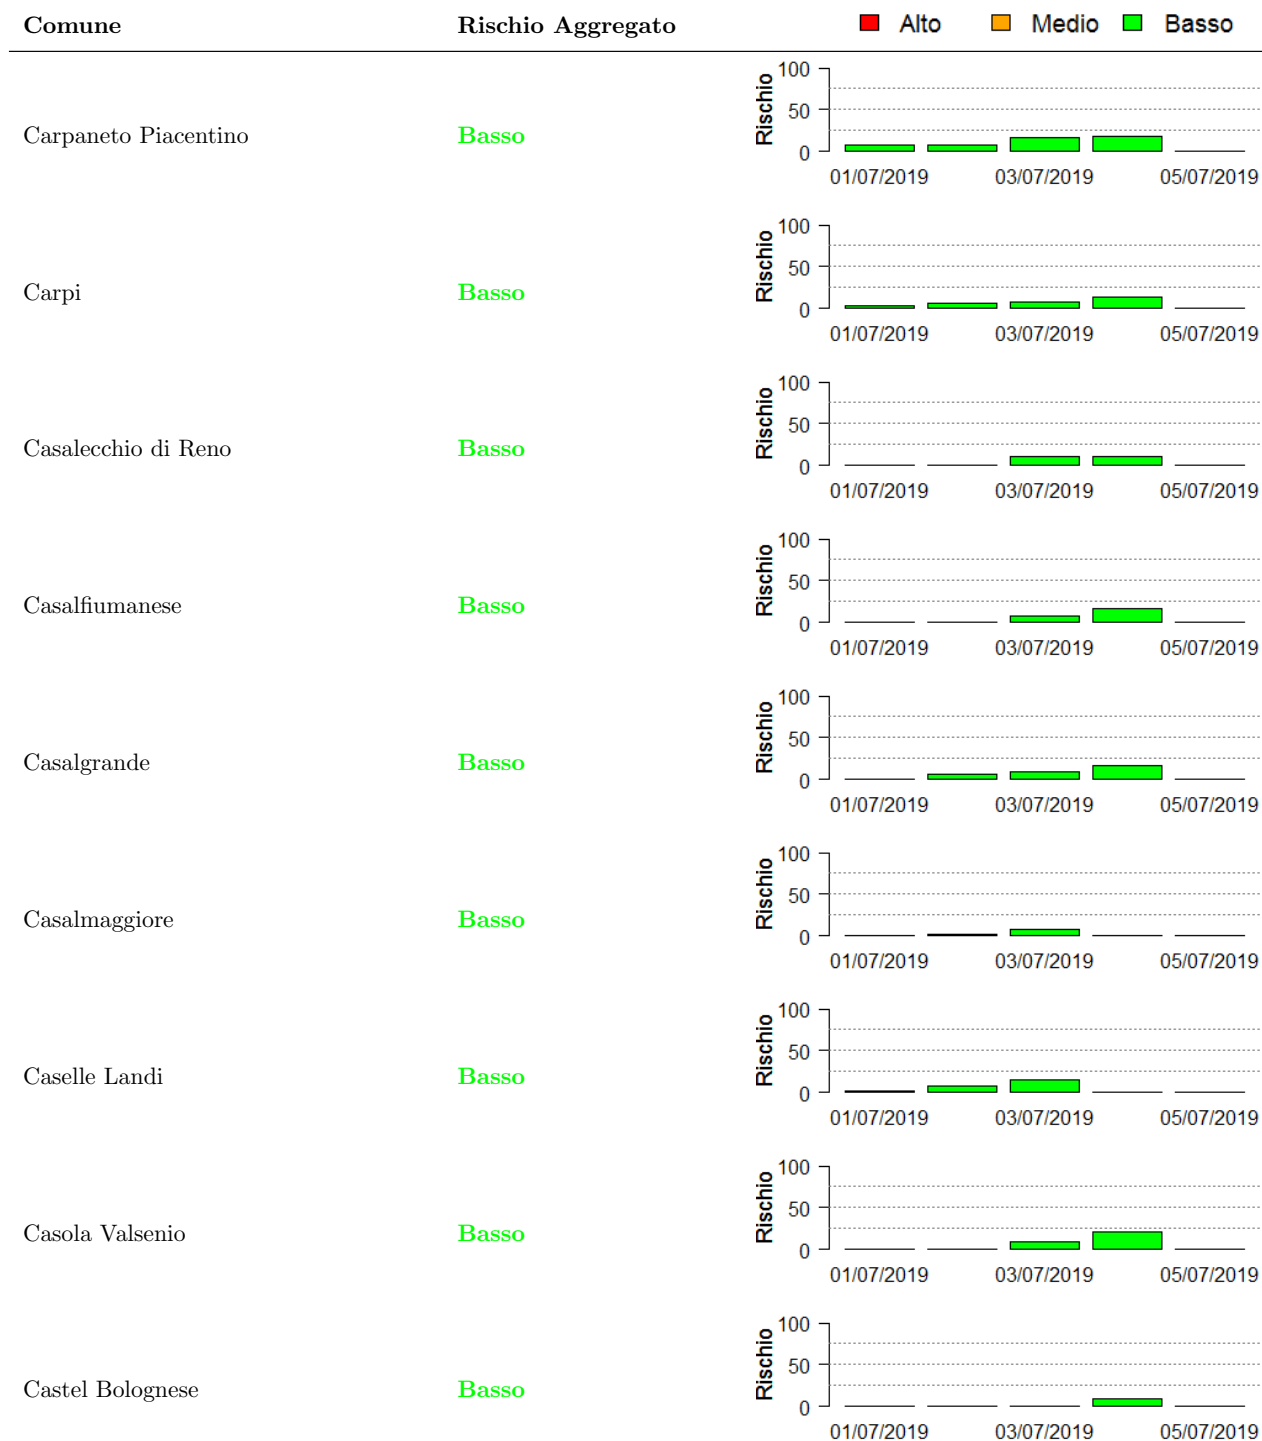 Comune Rischio Aggregato Alto Medio Basso
100
50
0
Rischio
Carpaneto Piacentino Basso
01/07/2019 03/07/2019 05/07/2019
100
50
0
Rischio
Carpi Basso
01/07/2019 03/07/2019 05/07/2019
100
50
0
Rischio
Casalecchio di Reno Basso
01/07/2019 03/07/2019 05/07/2019
100
50
0
Rischio
Casalfiumanese Basso
01/07/2019 03/07/2019 05/07/2019
100
50
0
Rischio
Casalgrande Basso
01/07/2019 03/07/2019 05/07/2019
100
50
0
Rischio
Casalmaggiore Basso
01/07/2019 03/07/2019 05/07/2019
100
50
0
Rischio
Caselle Landi Basso
01/07/2019 03/07/2019 05/07/2019
100
50
0
Rischio
Casola Valsenio Basso
01/07/2019 03/07/2019 05/07/2019
100
50
0
Rischio
Castel Bolognese Basso
01/07/2019 03/07/2019 05/07/2019